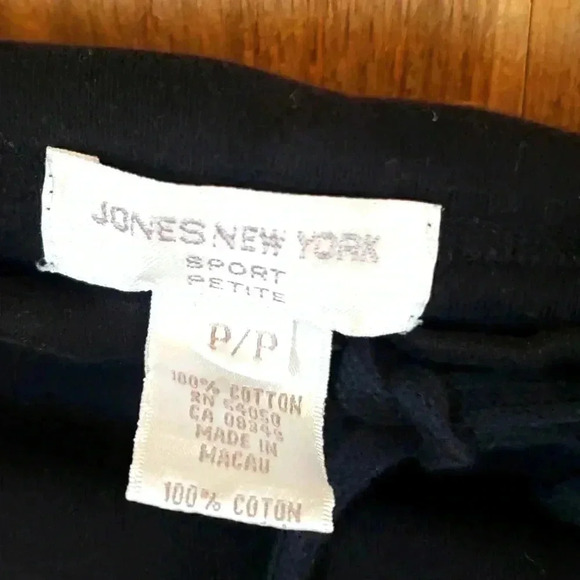 JONES NEW YORK
SPORT
PETITE
P/P
100% COTTON
RN 54050
CA 08345
MADE IN
MACAU
100% COTON